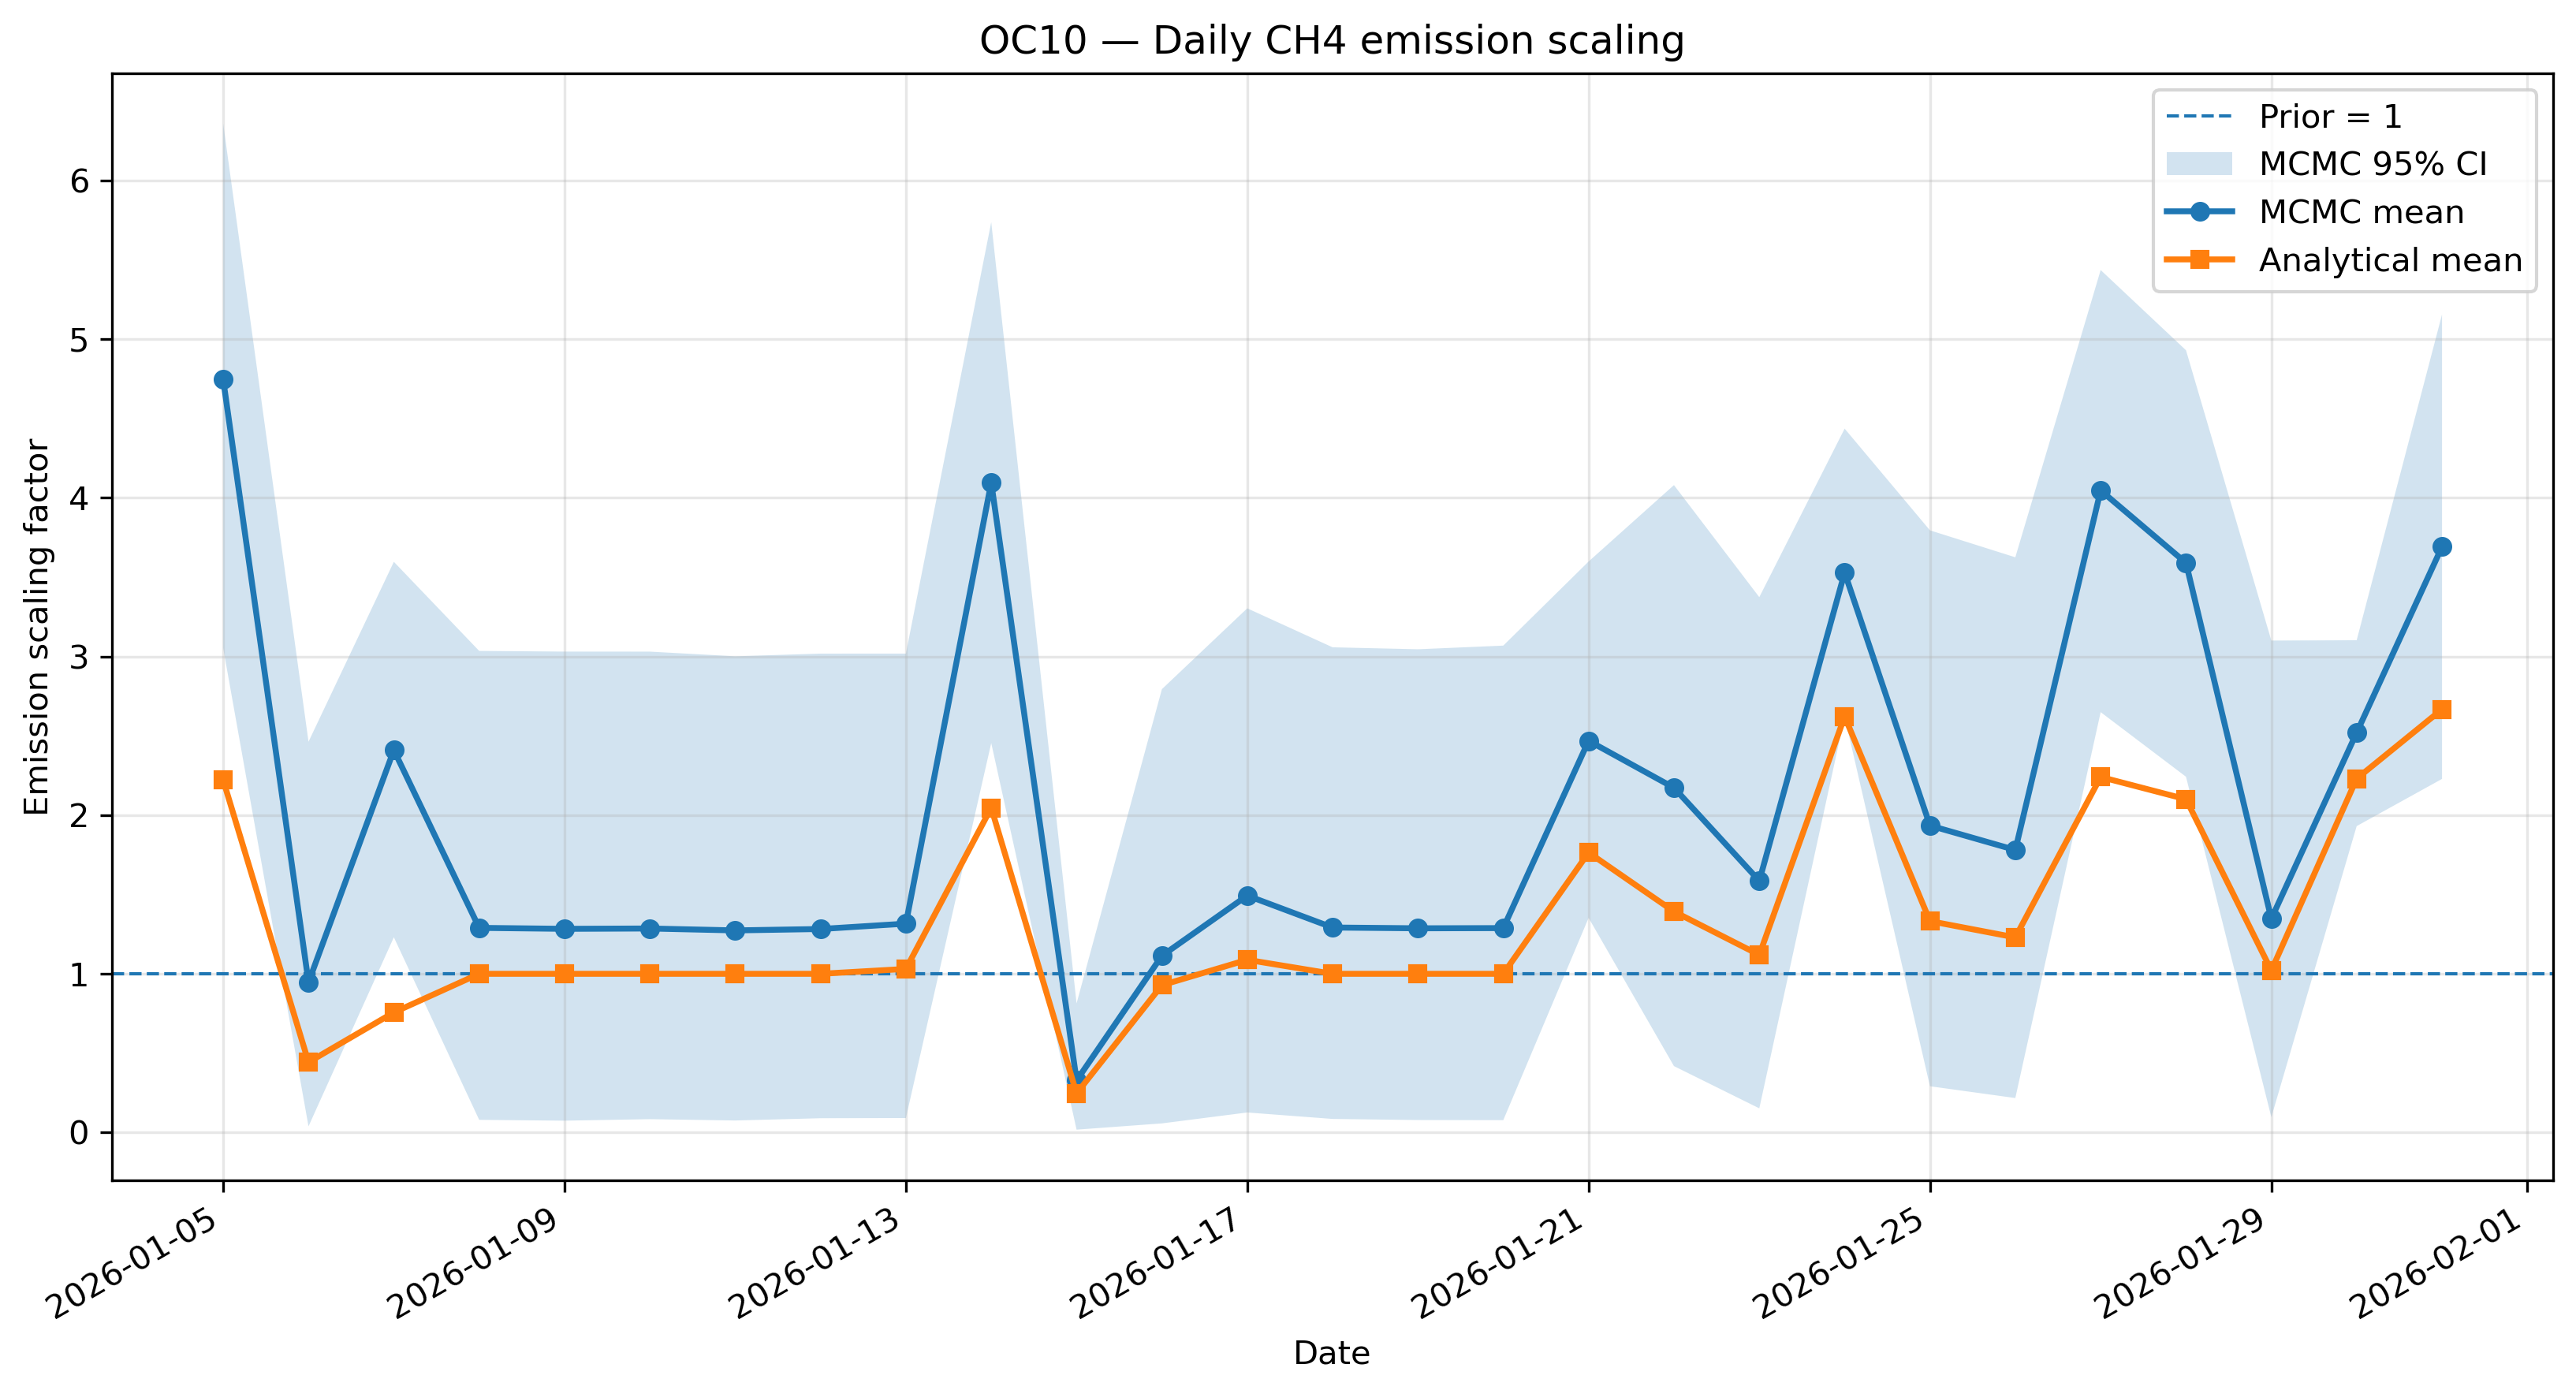 OC10 — Daily CH4 emission scaling
Prior = 1
MCMC 95% CI
MCMC mean
Analytical mean
Emission scaling factor
6
5
4
3
2
1
0
2026-01-05
2026-01-09
2026-01-13
2026-01-17
2026-01-21
2026-01-25
2026-01-29
2026-02-01
Date